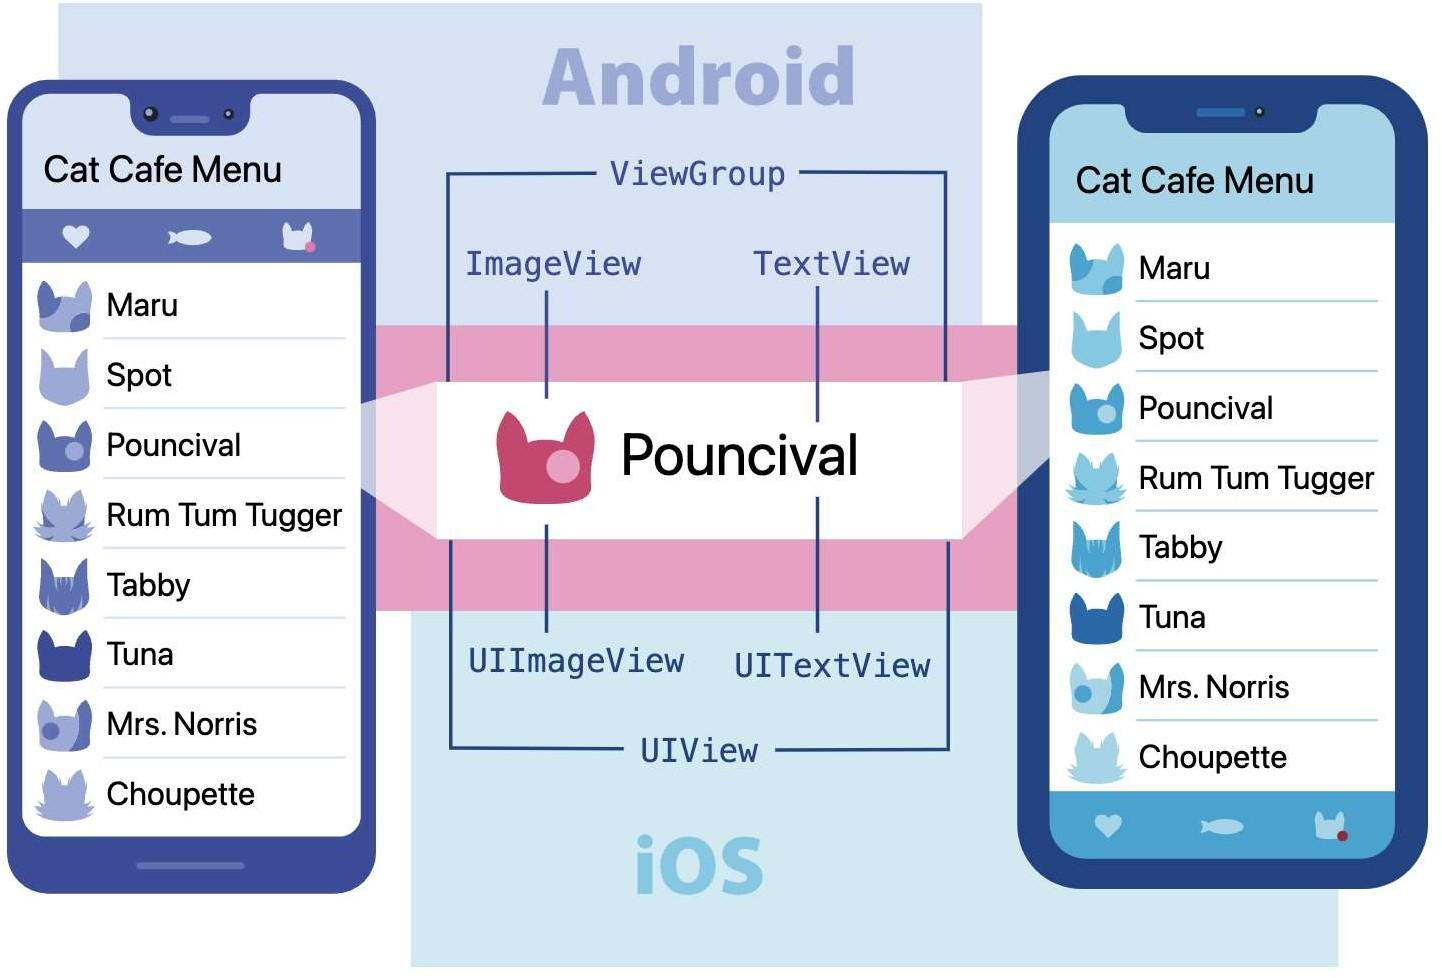 Android
Cat Cafe Menu
Maru
Spot
Pouncival
Rum Tum Tugger
Tabby
Tuna
Mrs. Norris
Choupette
ViewGroup
ImageView TextView
Pouncival
UIImageView UITextView
UIView
iOS
Cat Cafe Menu
Maru
Spot
Pouncival
Rum Tum Tugger
Tabby
Tuna
Mrs. Norris
Choupette